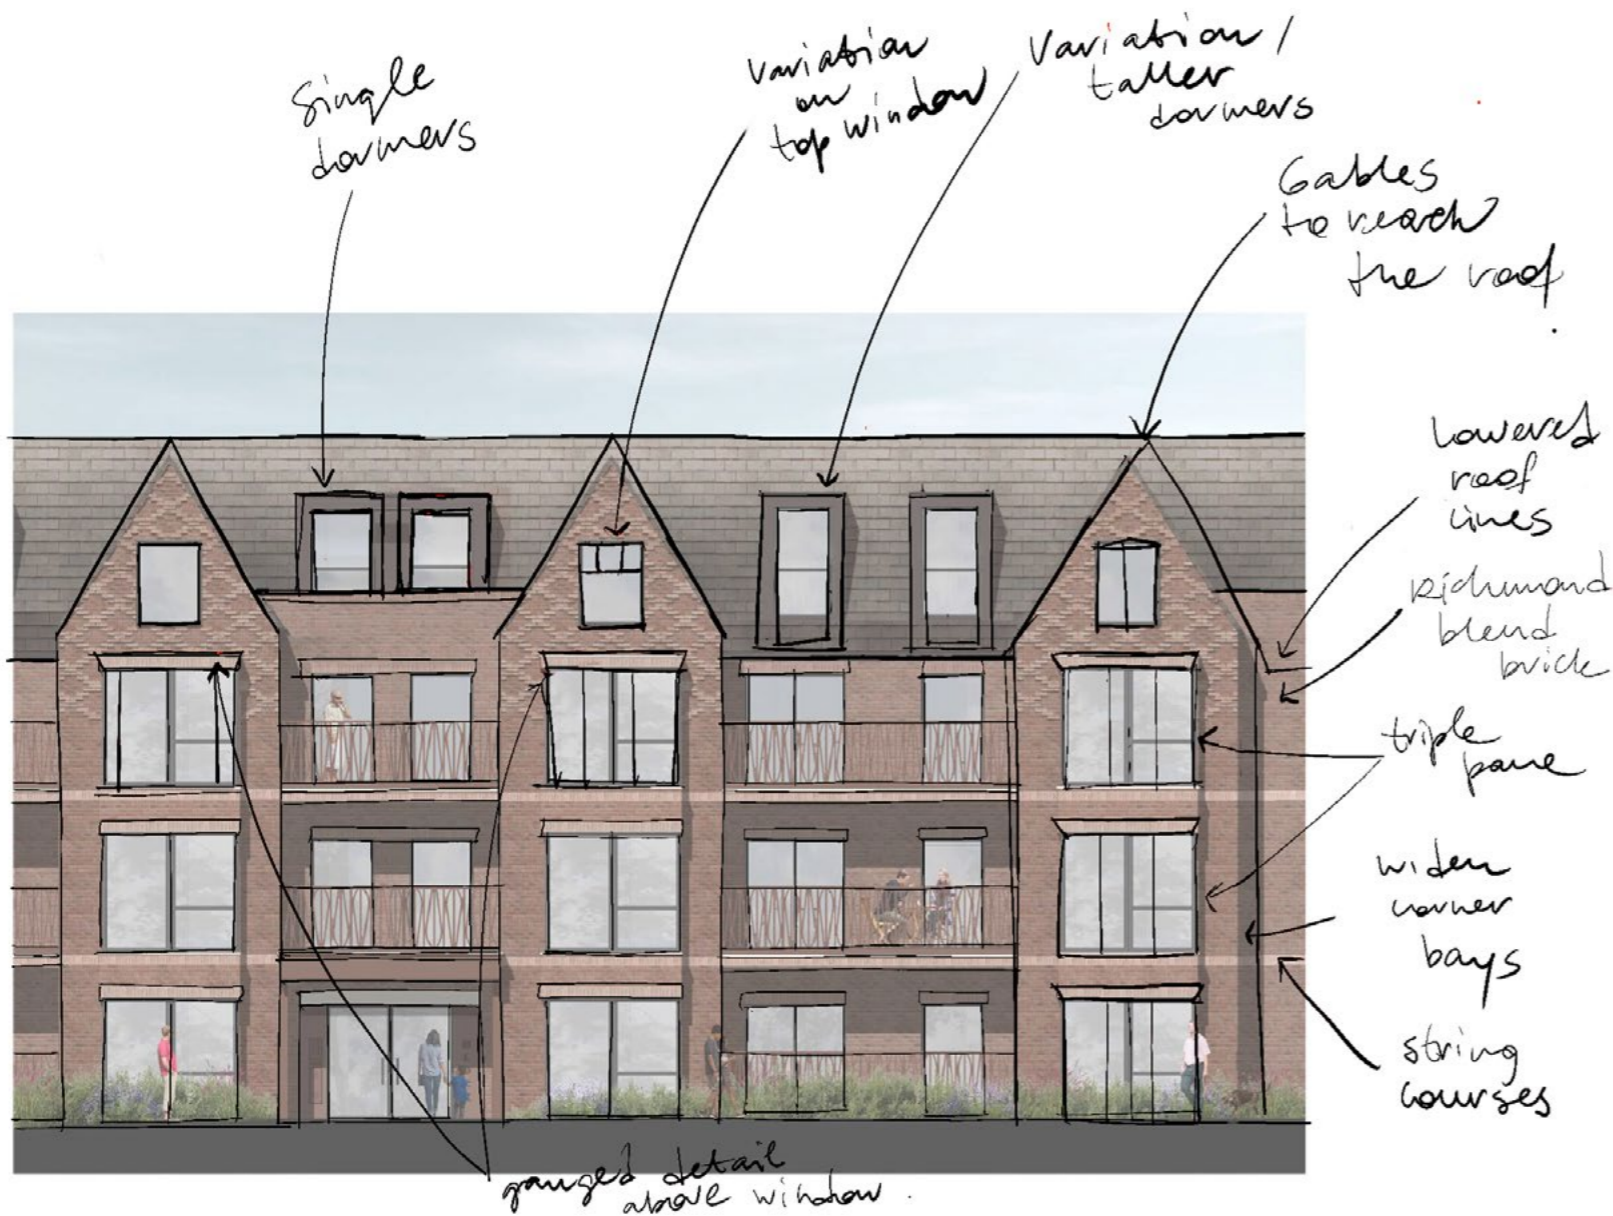 Single
dormers
Variation
on
top window
Variation /
taller
dormers
Gables
to reach
the roof
.
Lowered
roof
lines
Richmond
blend
brick
triple
pane
widen
corner
bays
string
courses
gauged detail
above window.